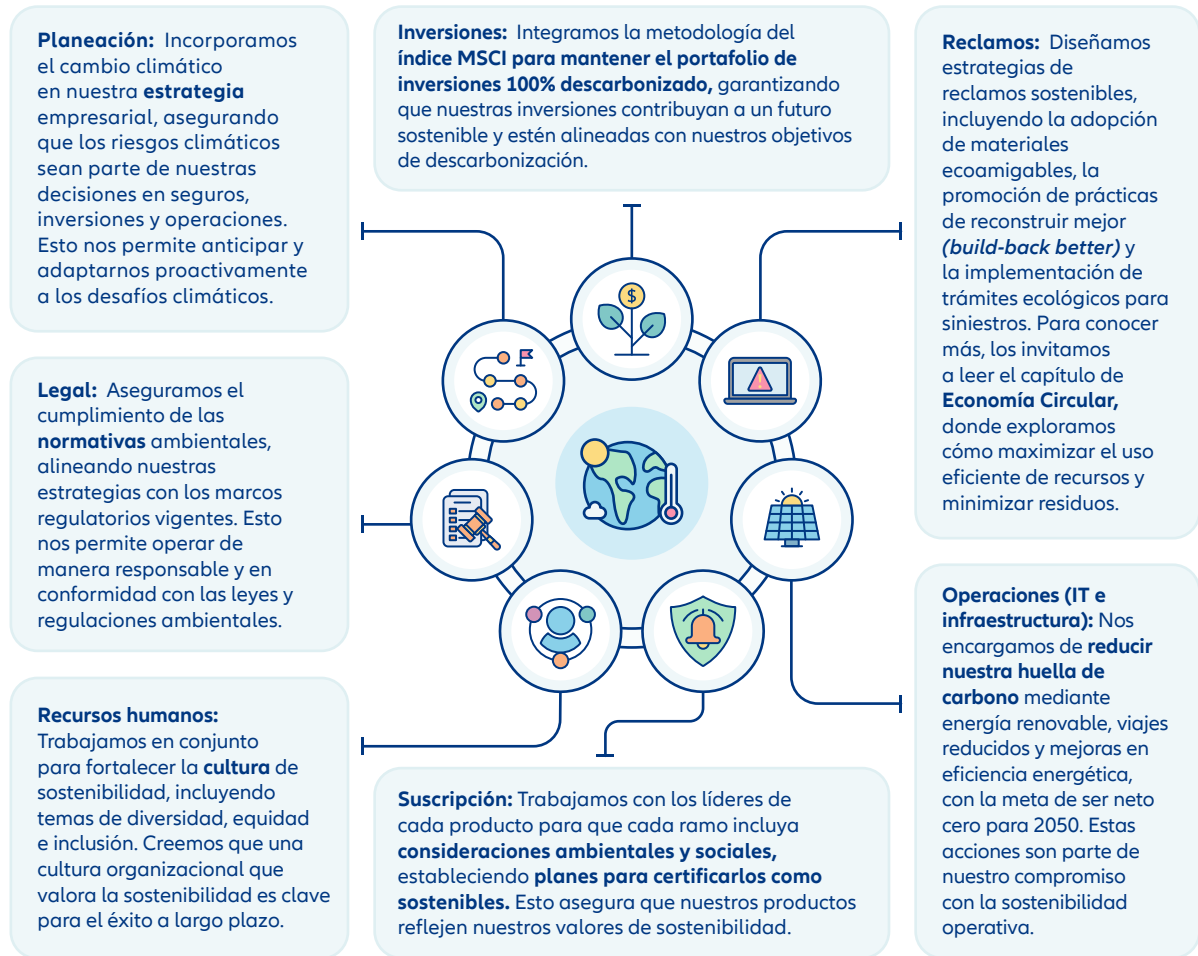 Planeación: Incorporamos
el cambio climático
en nuestra estrategia
empresarial, asegurando
que los riesgos climáticos
sean parte de nuestras
decisiones en seguros,
inversiones y operaciones.
Esto nos permite anticipar y
adaptarnos proactivamente
a los desafíos climáticos.
Inversiones: Integramos la metodología del
índice MSCI para mantener el portafolio de
inversiones 100% descarbonizado, garantizando
que nuestras inversiones contribuyan a un futuro
sostenible y estén alineadas con nuestros objetivos
de descarbonización.
Reclamos: Diseñamos
estrategias de
reclamos sostenibles,
incluyendo la adopción
de materiales
ecoamigables, la
promoción de prácticas
de reconstruir mejor
(build-back better) y
la implementación de
trámites ecológicos para
siniestros. Para conocer
más, los invitamos
a leer el capítulo de
Economía Circular,
donde exploramos
cómo maximizar el uso
eficiente de recursos y
minimizar residuos.
$
Legal: Aseguramos el
cumplimiento de las
normativas ambientales,
alineando nuestras
estrategias con los marcos
regulatorios vigentes. Esto
nos permite operar de
manera responsable y en
conformidad con las leyes y
regulaciones ambientales.
Operaciones (IT e
infraestructura): Nos
encargamos de reducir
nuestra huella de
carbono mediante
energía renovable, viajes
reducidos y mejoras en
eficiencia energética,
con la meta de ser neto
cero para 2050. Estas
acciones son parte de
nuestro compromiso
con la sostenibilidad
operativa.
Recursos humanos:
Trabajamos en conjunto
para fortalecer la cultura de
sostenibilidad, incluyendo
temas de diversidad, equidad
e inclusión. Creemos que una
cultura organizacional que
valora la sostenibilidad es clave
para el éxito a largo plazo.
Suscripción: Trabajamos con los líderes de
cada producto para que cada ramo incluya
consideraciones ambientales y sociales,
estableciendo planes para certificarlos como
sostenibles. Esto asegura que nuestros productos
reflejen nuestros valores de sostenibilidad.